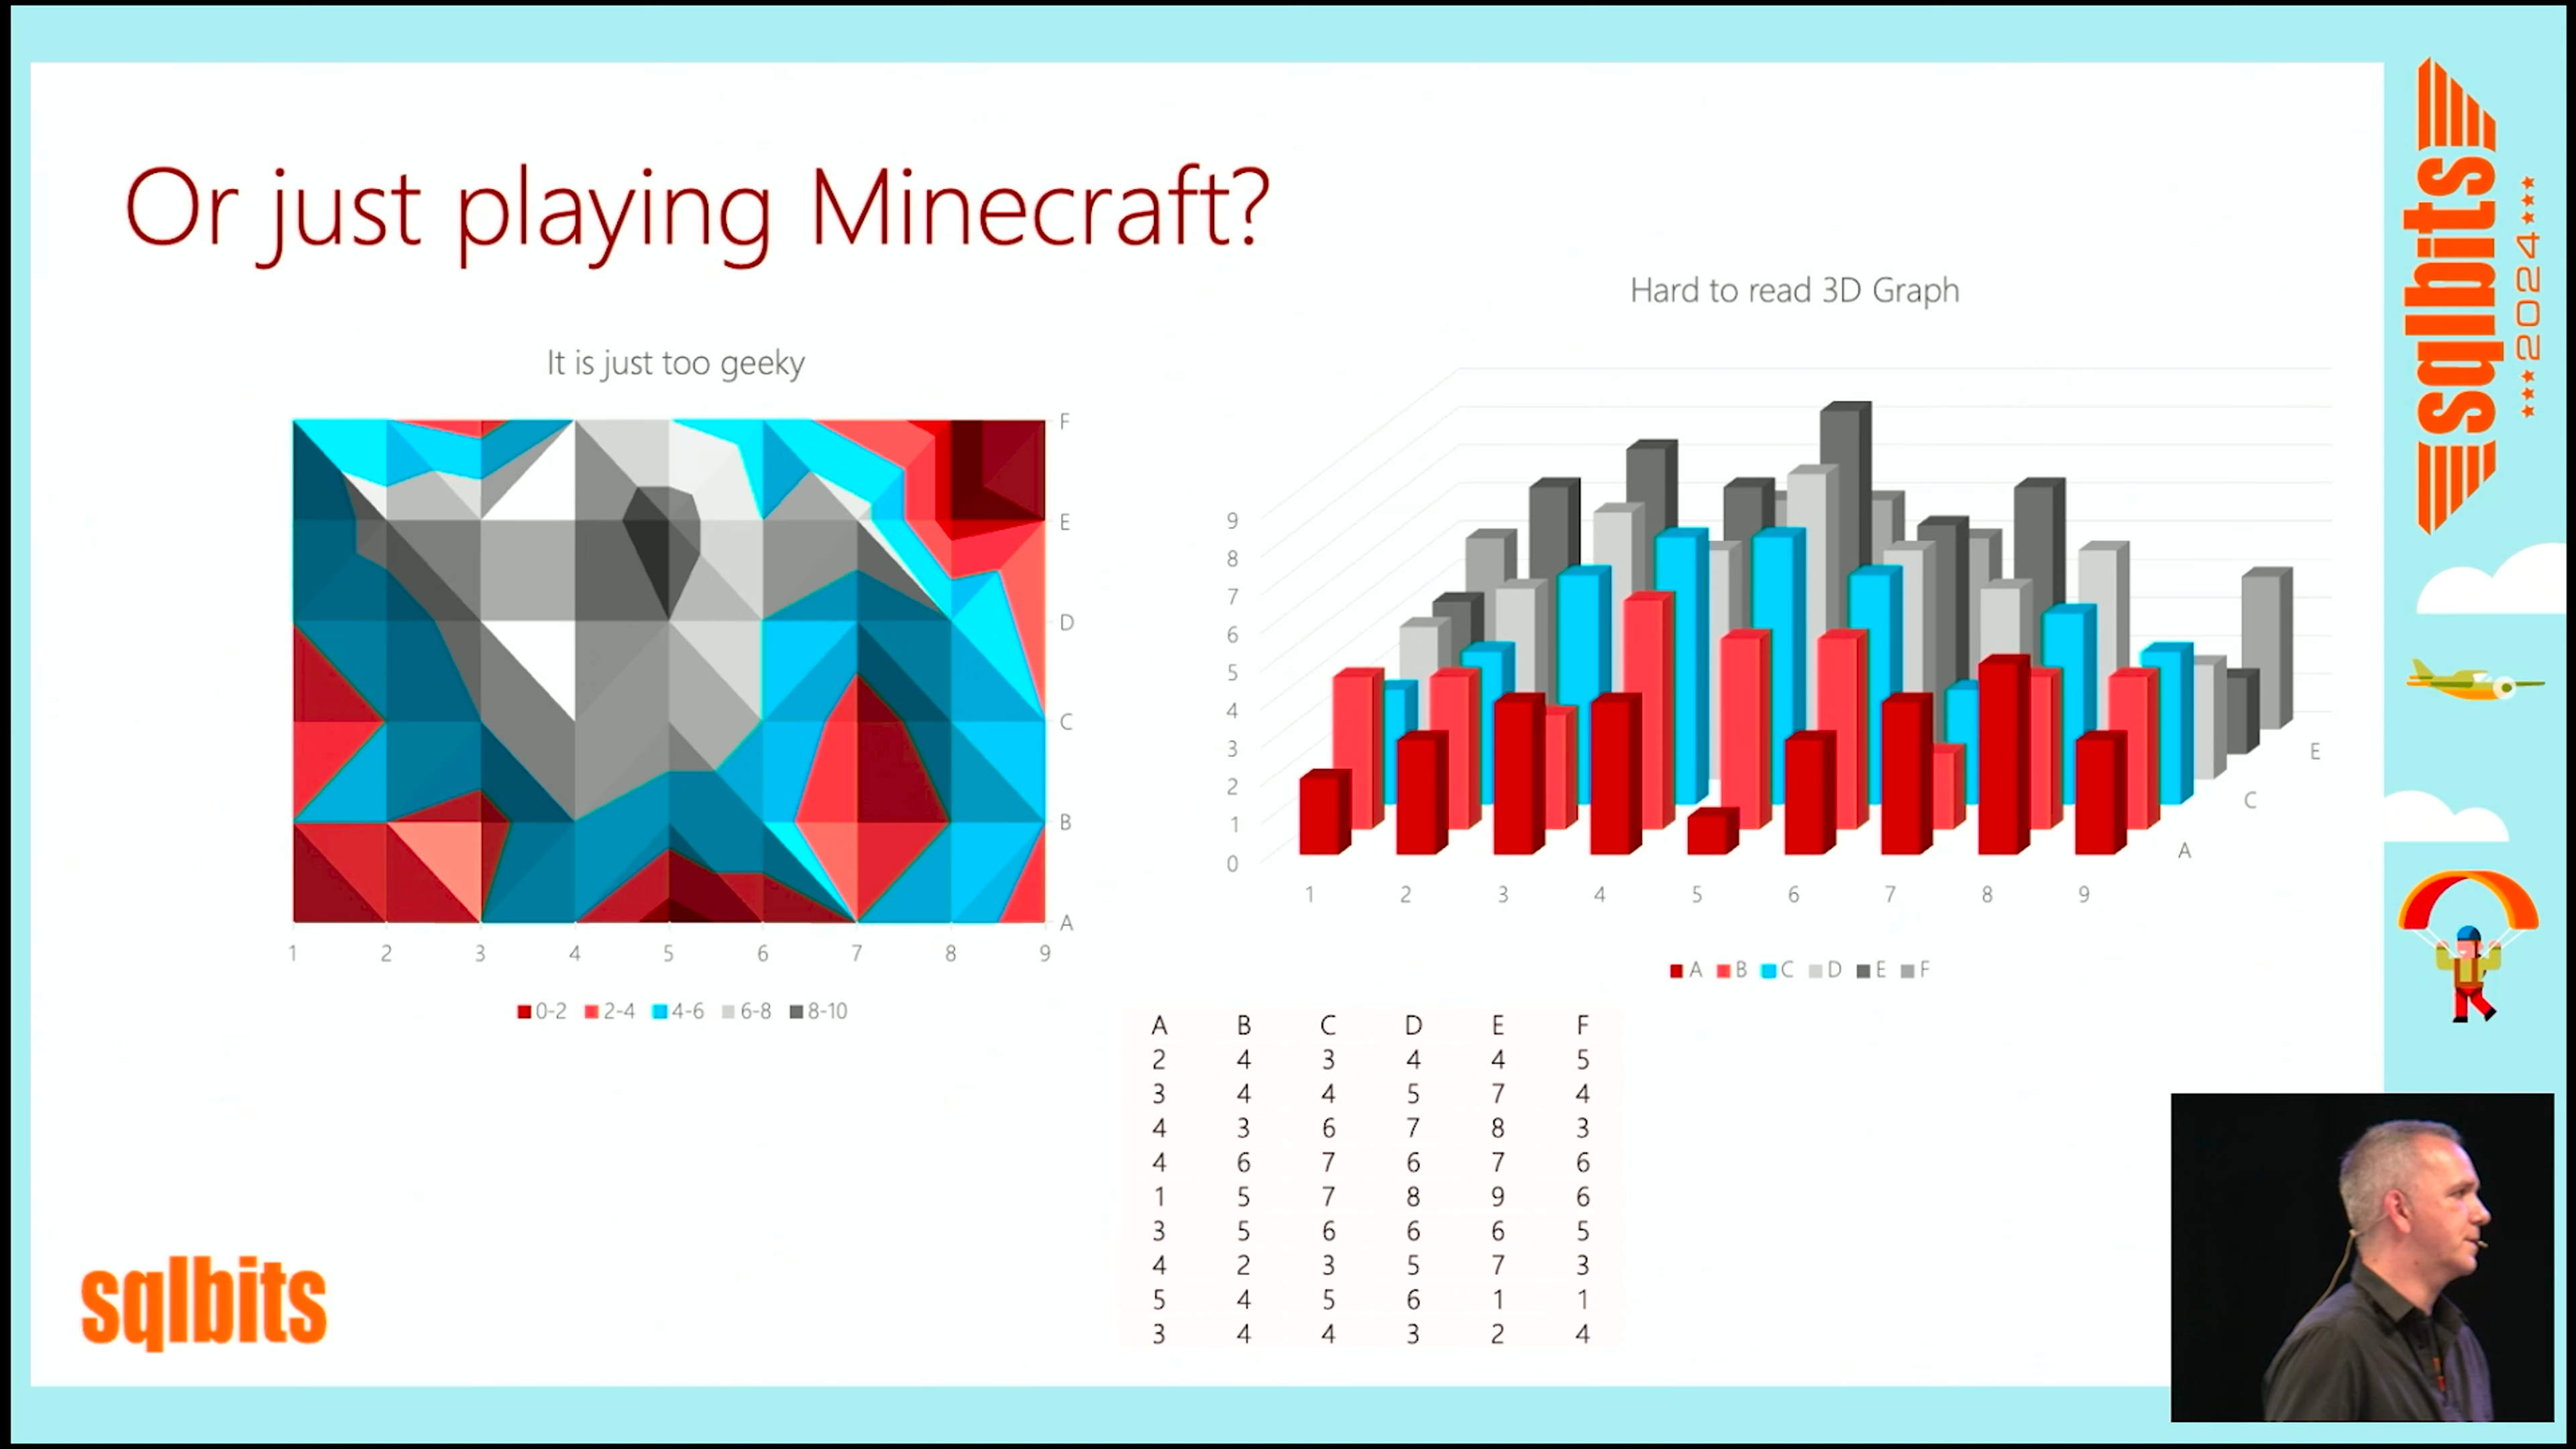 Or just playing Minecraft?
It is just too geeky
F
E
D
C
B
A
1 2 3 4 5 6 7 8 9
0-2 2-4 4-6 6-8 8-10
Hard to read 3D Graph
9
8
7
6
5
4
3
2
1
0
E
C
A
1 2 3 4 5 6 7 8 9
A B C D E F
A B C D E F
2 4 3 4 4 5
3 4 4 5 7 4
4 3 6 7 8 3
4 6 7 6 7 6
1 5 7 8 9 6
3 5 6 6 6 5
4 2 3 5 7 3
5 4 5 6 1 1
3 4 4 3 2 4
sqlbits
sqlbits
2024